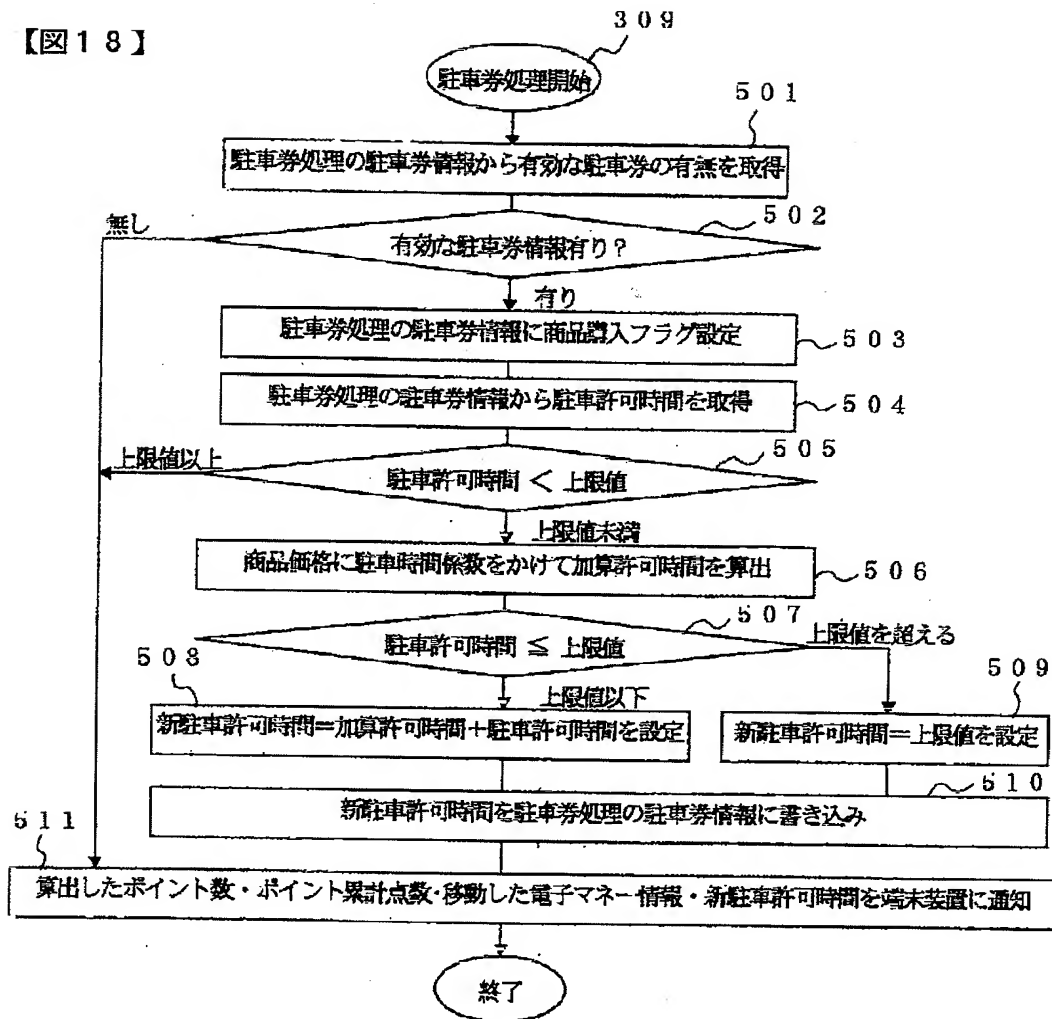 【図１８】
３０９
駐車券処理開始
５０１
駐車券処理の駐車券情報から有効な駐車券の有無を取得
５０２
無し
有効な駐車券情報有り？
有り
駐車券処理の駐車券情報に商品購入フラグ設定
５０３
駐車券処理の駐車券情報から駐車許可時間を取得
５０４
５０５
上限値以上
駐車許可時間 ＜ 上限値
上限値未満
商品価格に駐車時間係数をかけて加算許可時間を算出
５０６
５０７
駐車許可時間 ≦ 上限値
上限値を超える
５０８
上限値以下
５０９
新駐車許可時間＝加算許可時間＋駐車許可時間を設定
新駐車許可時間＝上限値を設定
５１０
新駐車許可時間を駐車券処理の駐車券情報に書き込み
５１１
算出したポイント数・ポイント累計点数・移動した電子マネー情報・新駐車許可時間を端末装置に通知
終了